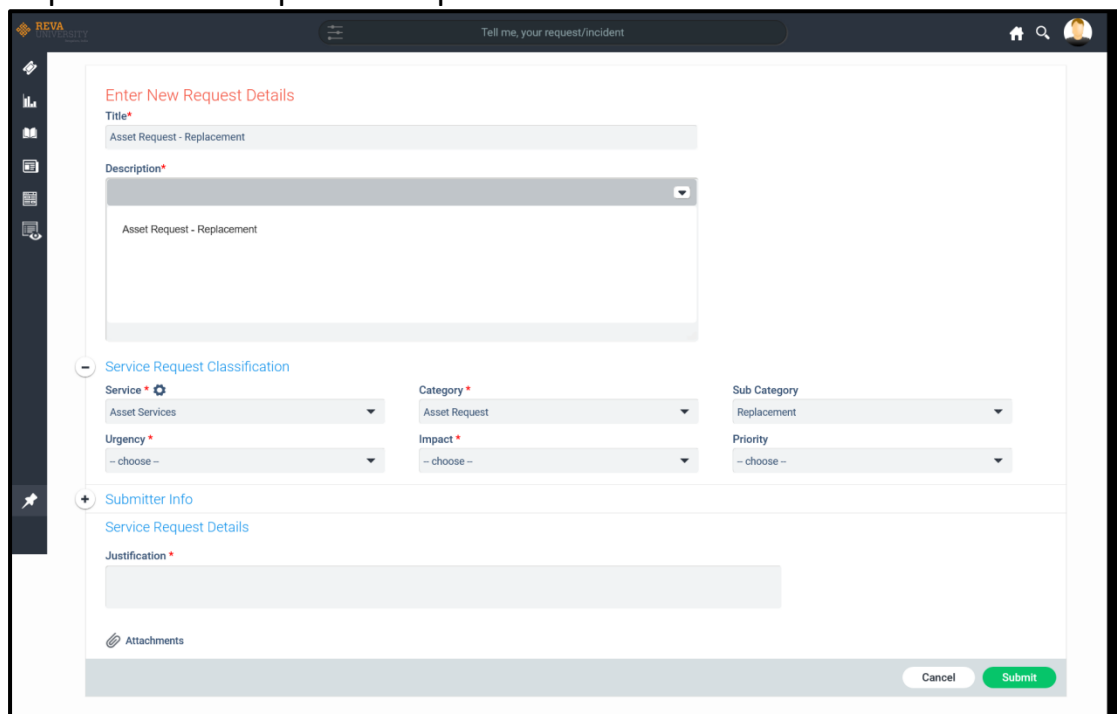 REVA
UNIVERSITY
Tell me, your request/incident
Enter New Request Details
Title*
Asset Request - Replacement
Description*
Asset Request - Replacement
Service Request Classification
Service * Category * Sub Category
Asset Services Asset Request Replacement
Urgency * Impact * Priority
-- choose -- -- choose -- -- choose --
Submitter Info
Service Request Details
Justification *
Attachments
Cancel Submit